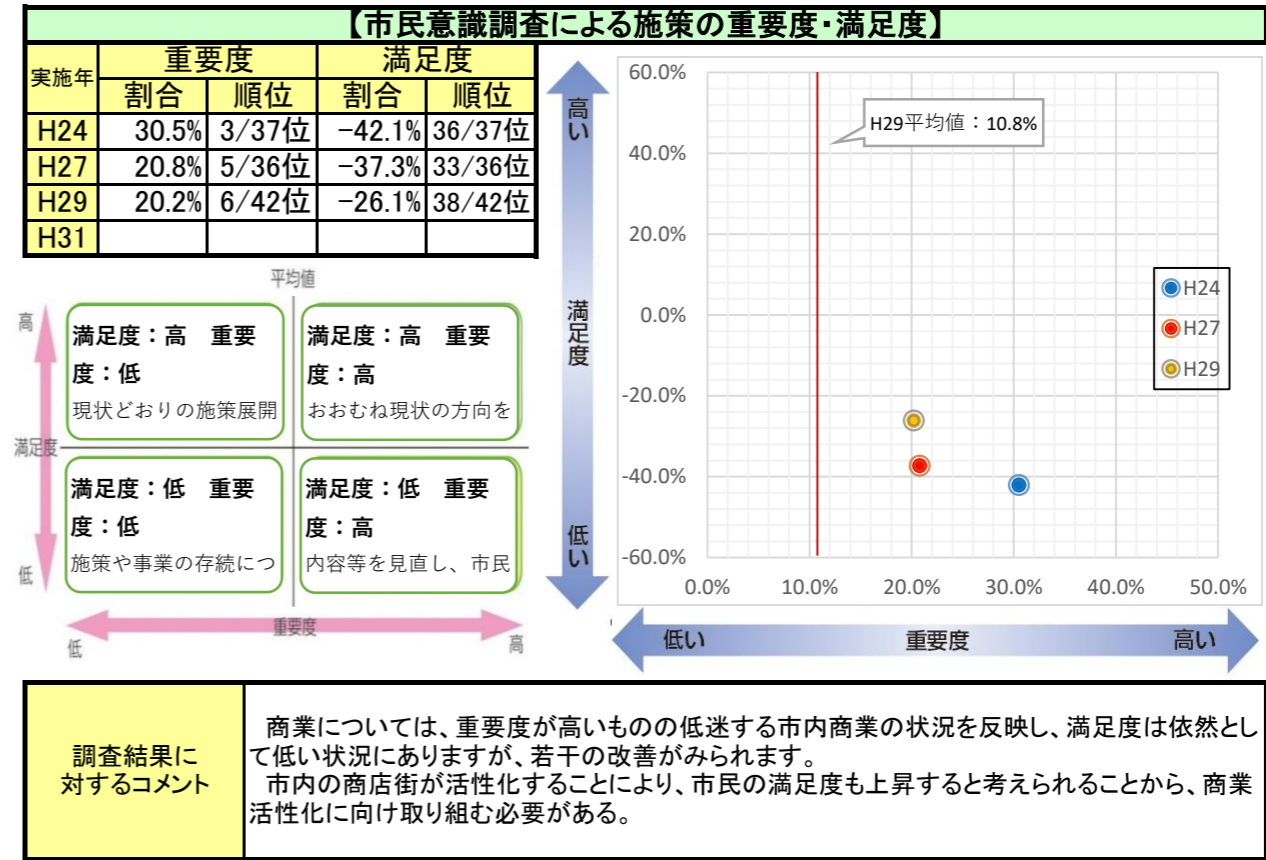 【市民意識調査による施策の重要度・満足度】
実施年 重要度 満足度
割合 順位 割合 順位
H24 30.5% 3/37位 -42.1% 36/37位
H27 20.8% 5/36位 -37.3% 33/36位
H29 20.2% 6/42位 -26.1% 38/42位
H31
平均値
高
満足度：高　重要
度：低
現状どおりの施策展開
満足度：高　重要
度：高
おおむね現状の方向を
満足度
満足度：低　重要
度：低
施策や事業の存続につ
満足度：低　重要
度：高
内容等を見直し、市民
低
重要度
低
高
高い
満足度
低い
60.0%
40.0%
20.0%
0.0%
-20.0%
-40.0%
-60.0%
H29平均値：10.8%
H24
H27
H29
0.0% 10.0% 20.0% 30.0% 40.0% 50.0%
低い 重要度 高い
調査結果に
対するコメント
商業については、重要度が高いものの低迷する市内商業の状況を反映し、満足度は依然とし
て低い状況にありますが、若干の改善がみられます。
市内の商店街が活性化することにより、市民の満足度も上昇すると考えられることから、商業
活性化に向け取り組む必要がある。